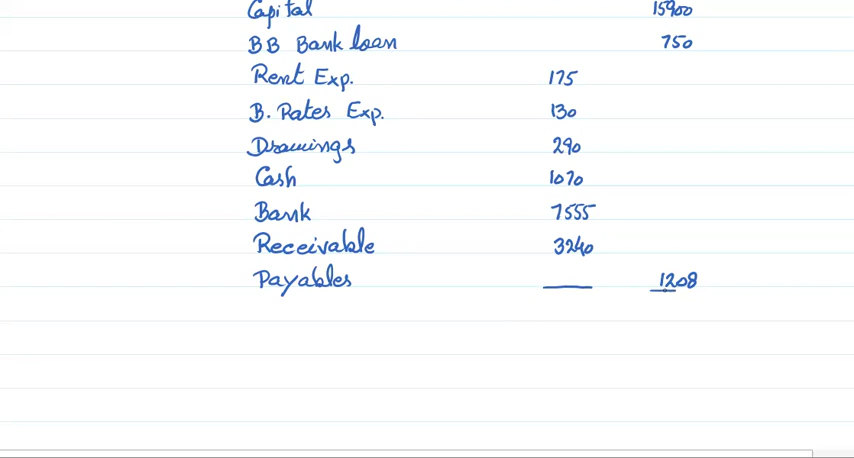 Capital 15900
BB Bank loan 750
Rent Exp. 175
B. Rates Exp. 130
Drawings 290
Cash 1070
Bank 7555
Receivable 3240
Payables 1208